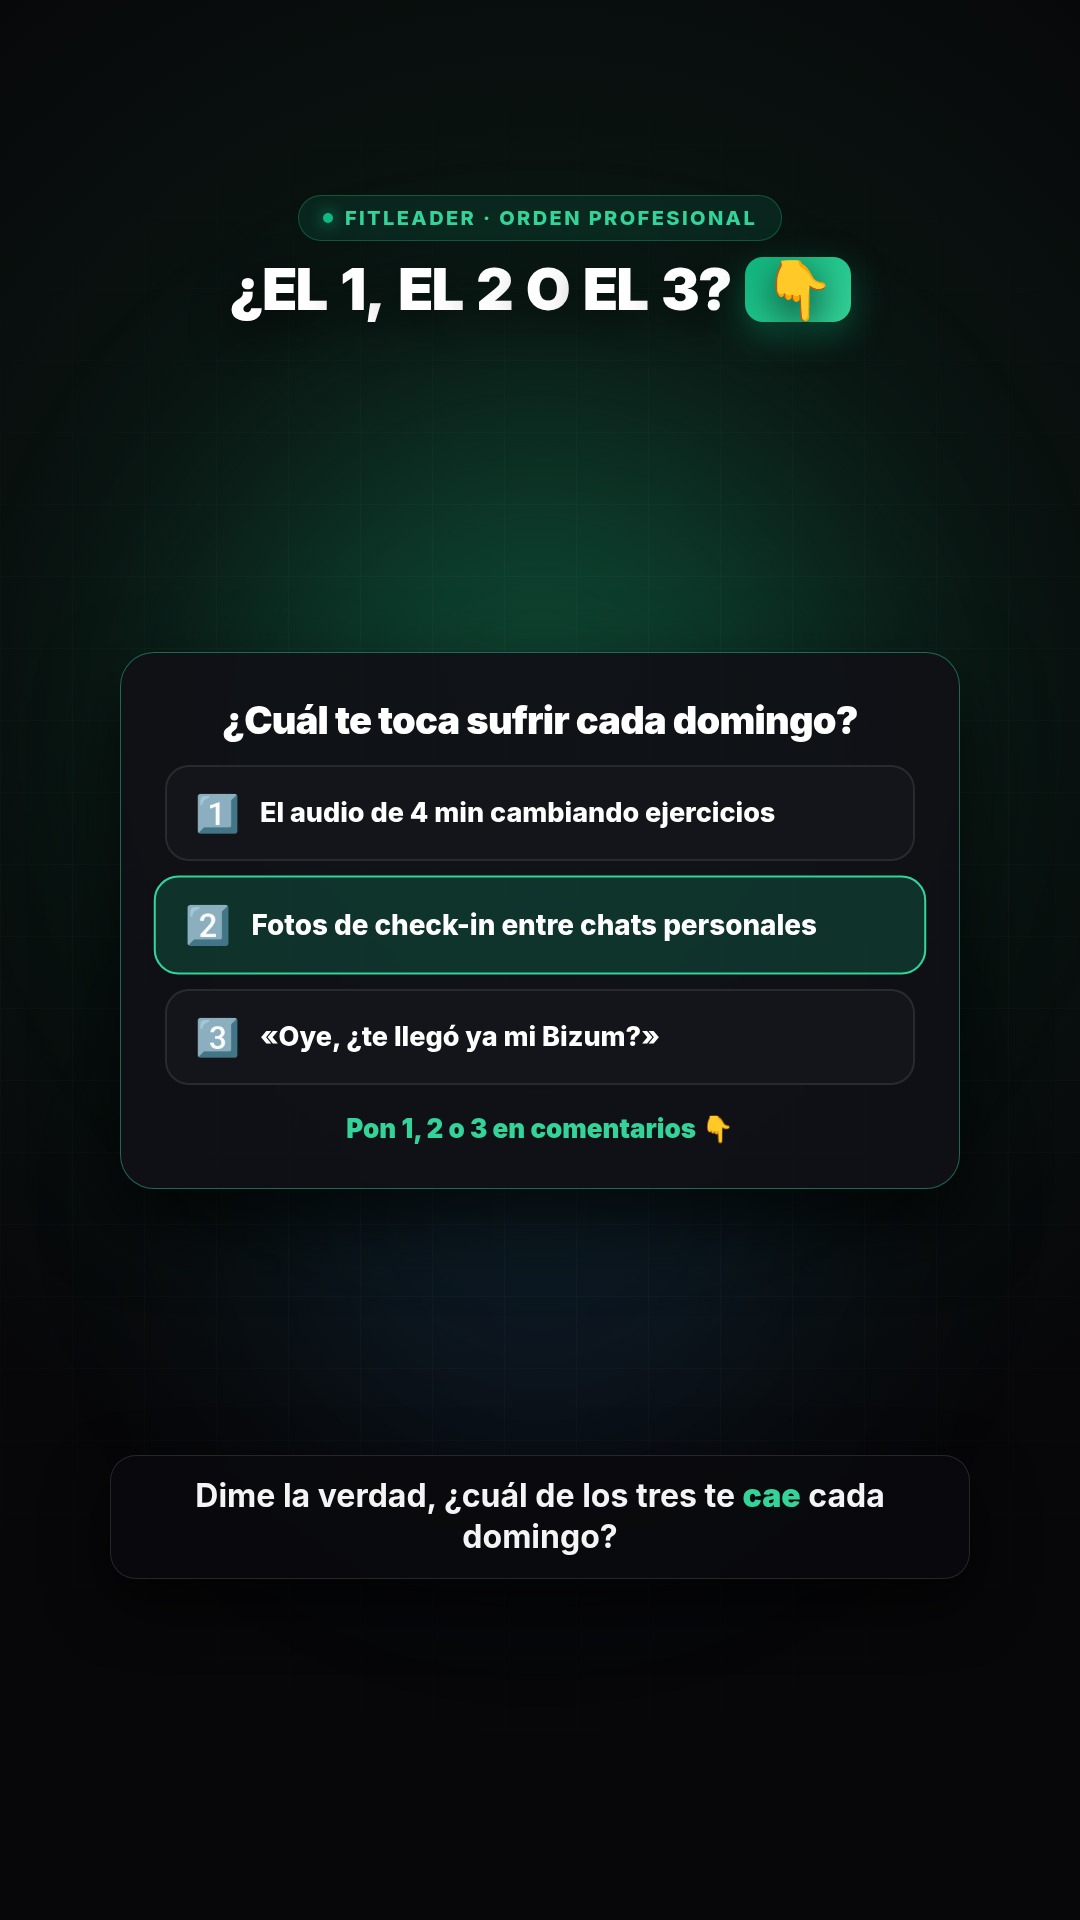 FITLEADER · ORDEN PROFESIONAL
¿EL 1, EL 2 O EL 3? 👇
¿Cuál te toca sufrir cada domingo?
1️⃣ El audio de 4 min cambiando ejercicios
2️⃣ Fotos de check-in entre chats personales
3️⃣ «Oye, ¿te llegó ya mi Bizum?»
Pon 1, 2 o 3 en comentarios 👇
Dime la verdad, ¿cuál de los tres te cae cada
domingo?